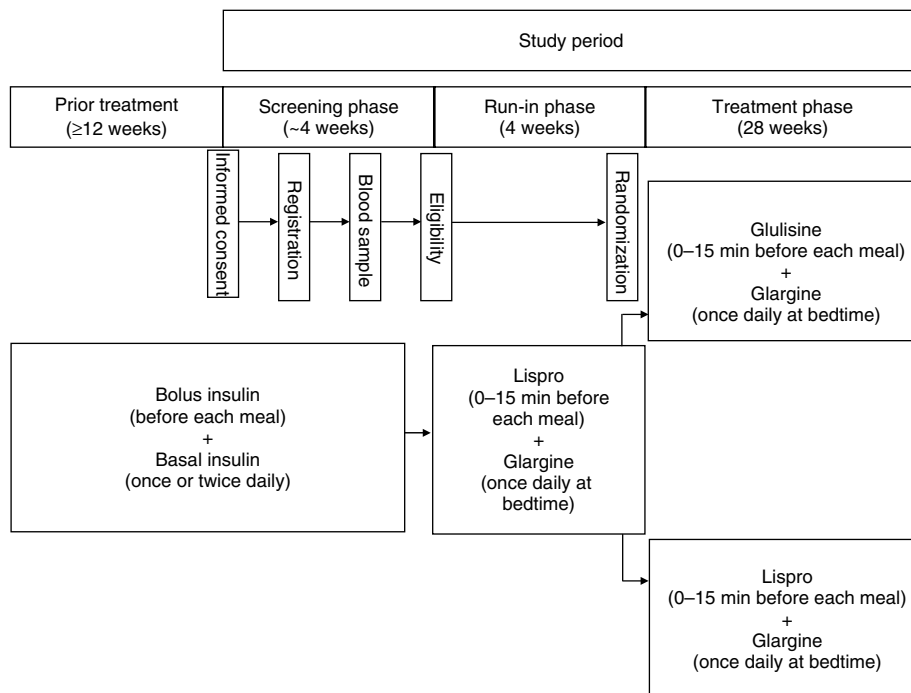 Study period
Prior treatment
(≥12 weeks)
Screening phase
(~4 weeks)
Run-in phase
(4 weeks)
Treatment phase
(28 weeks)
Informed consent
Registration
Blood sample
Eligibility
Randomization
Glulisine
(0–15 min before each meal)
+
Glargine
(once daily at bedtime)
Bolus insulin
(before each meal)
+
Basal insulin
(once or twice daily)
Lispro
(0–15 min before
each meal)
+
Glargine
(once daily at
bedtime)
Lispro
(0–15 min before each meal)
+
Glargine
(once daily at bedtime)